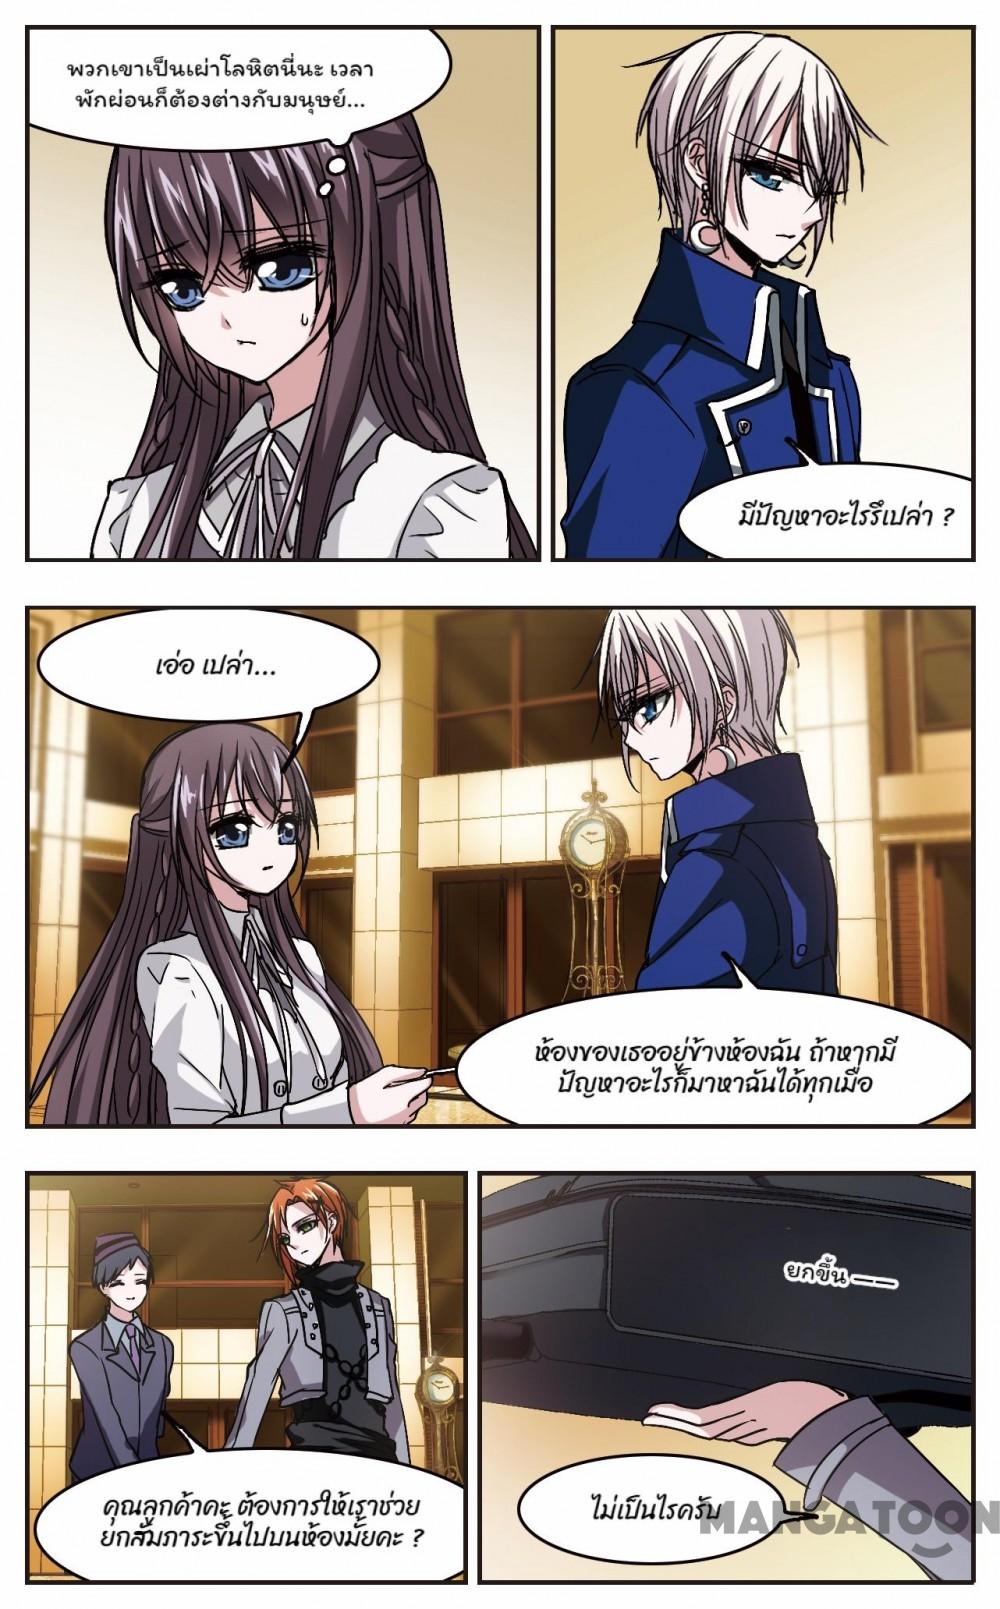 พวกเขาเป็นเผ่าโลหิตนี่นะ เวลา
พักผ่อนก็ต้องต่างกับมนุษย์...
มีปัญหาอะไรรึเปล่า ?
เอ่อ เปล่า...
ห้องของเธออยู่ข้างห้องฉัน ถ้าหากมี
ปัญหาอะไรก็มาหาฉันได้ทุกเมื่อ
คุณลูกค้าคะ ต้องการให้เราช่วย
ยกสัมภาระขึ้นไปบนห้องมั้ยคะ ?
ยกขึ้น ——
ไม่เป็นไรครับ
MANGATOON